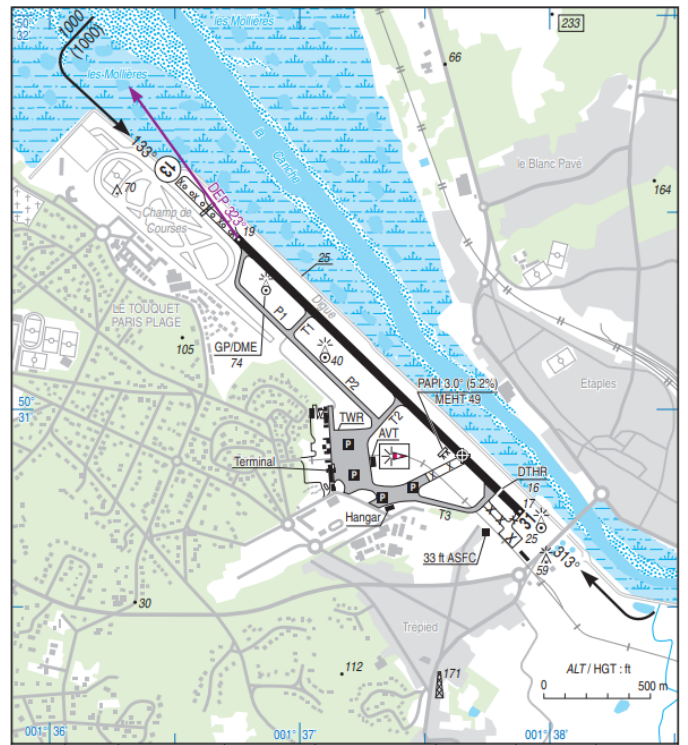 50°
32'
1000
(1000)
les Mollières
les Mollières
233
66
la
Canche
le Blanc Pavé
164
133°
13
70
Champ de
Courses
DEP 323°
19
25
Digue
LE TOUQUET
PARIS PLAGE
105
GP/DME
74
P1
T1
40
P2
PAPI 3.0° (5.2%)
MEHT 49
Etaples
50°
31'
TWR
T2
AVT
P
P
P
P
Terminal
Hangar
T3
DTHR
16
17
31
25
313°
33 ft ASFC
59
30
Trépied
112
171
ALT / HGT : ft
0
500 m
001° 36'
001° 37'
001° 38'